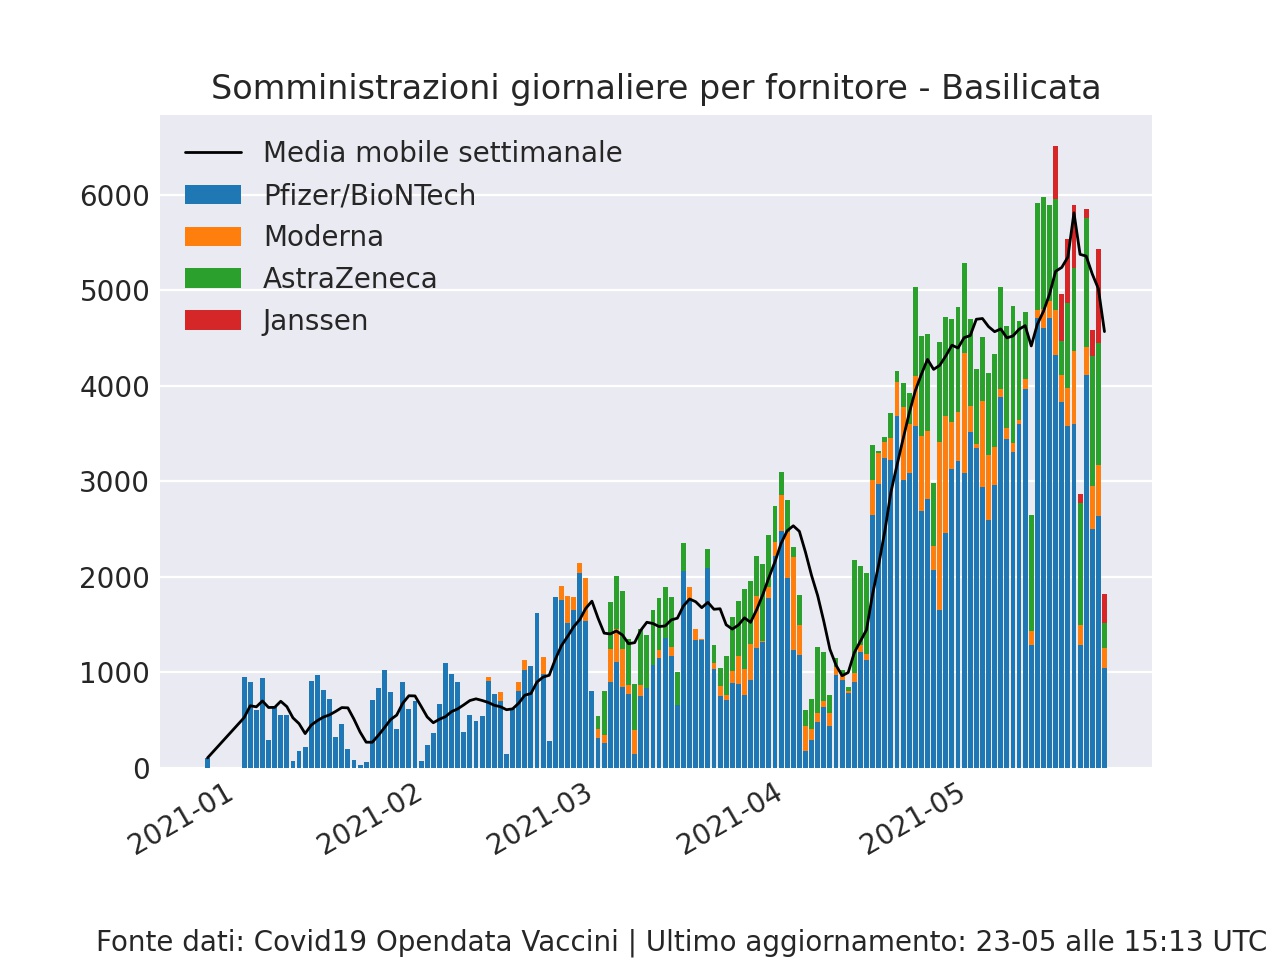 Somministrazioni giornaliere per fornitore - Basilicata
Media mobile settimanale
Pfizer/BioNTech
Moderna
AstraZeneca
Janssen
6000
5000
4000
3000
2000
1000
0
2021-01
2021-02
2021-03
2021-04
2021-05
Fonte dati: Covid19 Opendata Vaccini | Ultimo aggiornamento: 23-05 alle 15:13 UTC